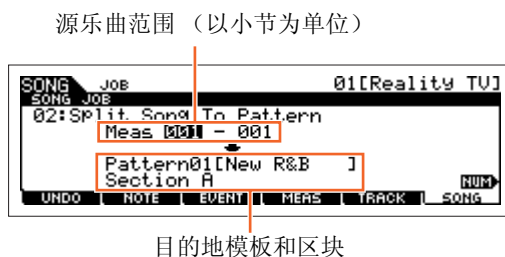 源乐曲范围 （以小节为单位）
SONG JOB 01[Reality TV]
SONG JOB
02:Split Song To Pattern
Meas 001 - 001
Pattern01[New R&B ]
Section A
NUM
UNDO NOTE EVENT MEAS TRACK SONG
目的地模板和区块